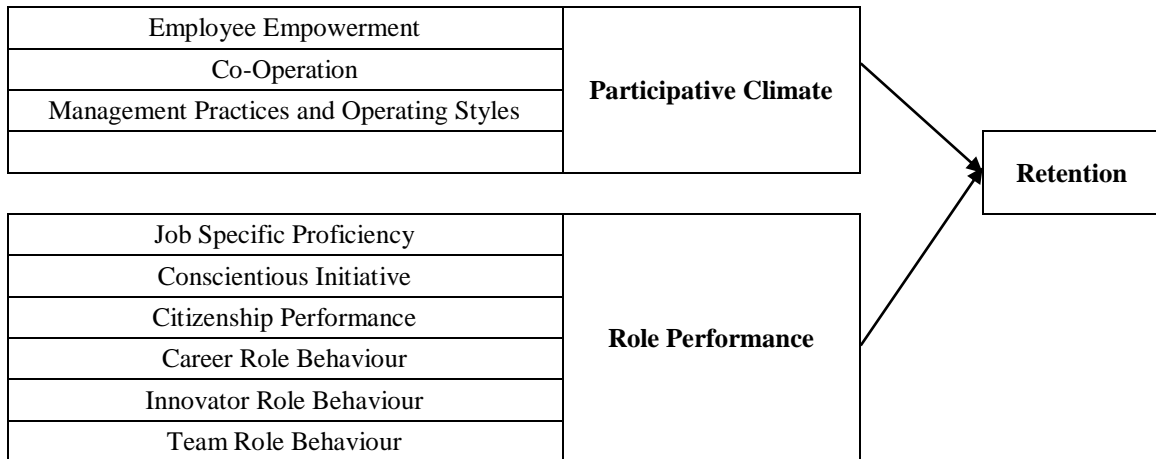 Employee Empowerment
Co-Operation
Management Practices and Operating Styles
Participative Climate
Retention
Job Specific Proficiency
Conscientious Initiative
Citizenship Performance
Career Role Behaviour
Innovator Role Behaviour
Team Role Behaviour
Role Performance